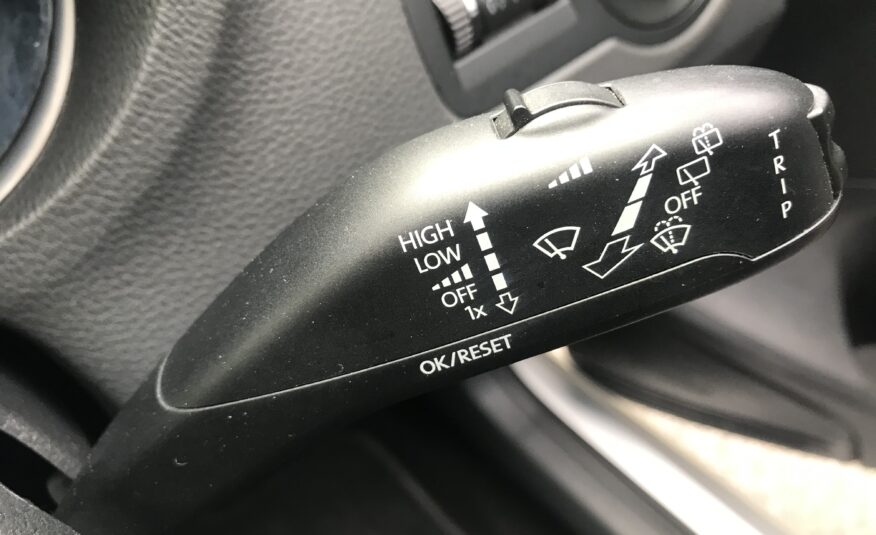 HIGH
LOW
OFF
1x
OK/RESET
OFF
TRIP